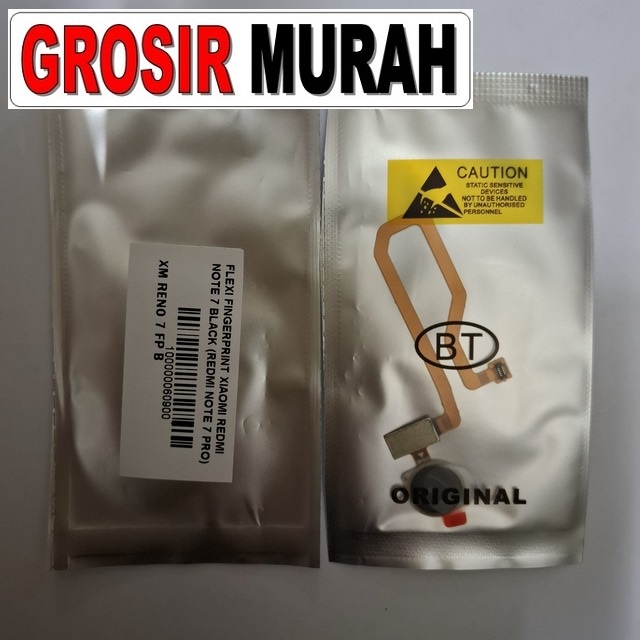 GROSIR MURAH
CAUTION
STATIC SENSITIVE
DEVICES
NOT TO BE HANDLED
BY UNAUTHORISED
PERSONNEL
BT
ORIGINAL
FLEXI FINGERPRINT XIAOMI REDMI
NOTE 7 BLACK (REDMI NOTE 7 PRO)
100000090900
XM RENO 7 FP B